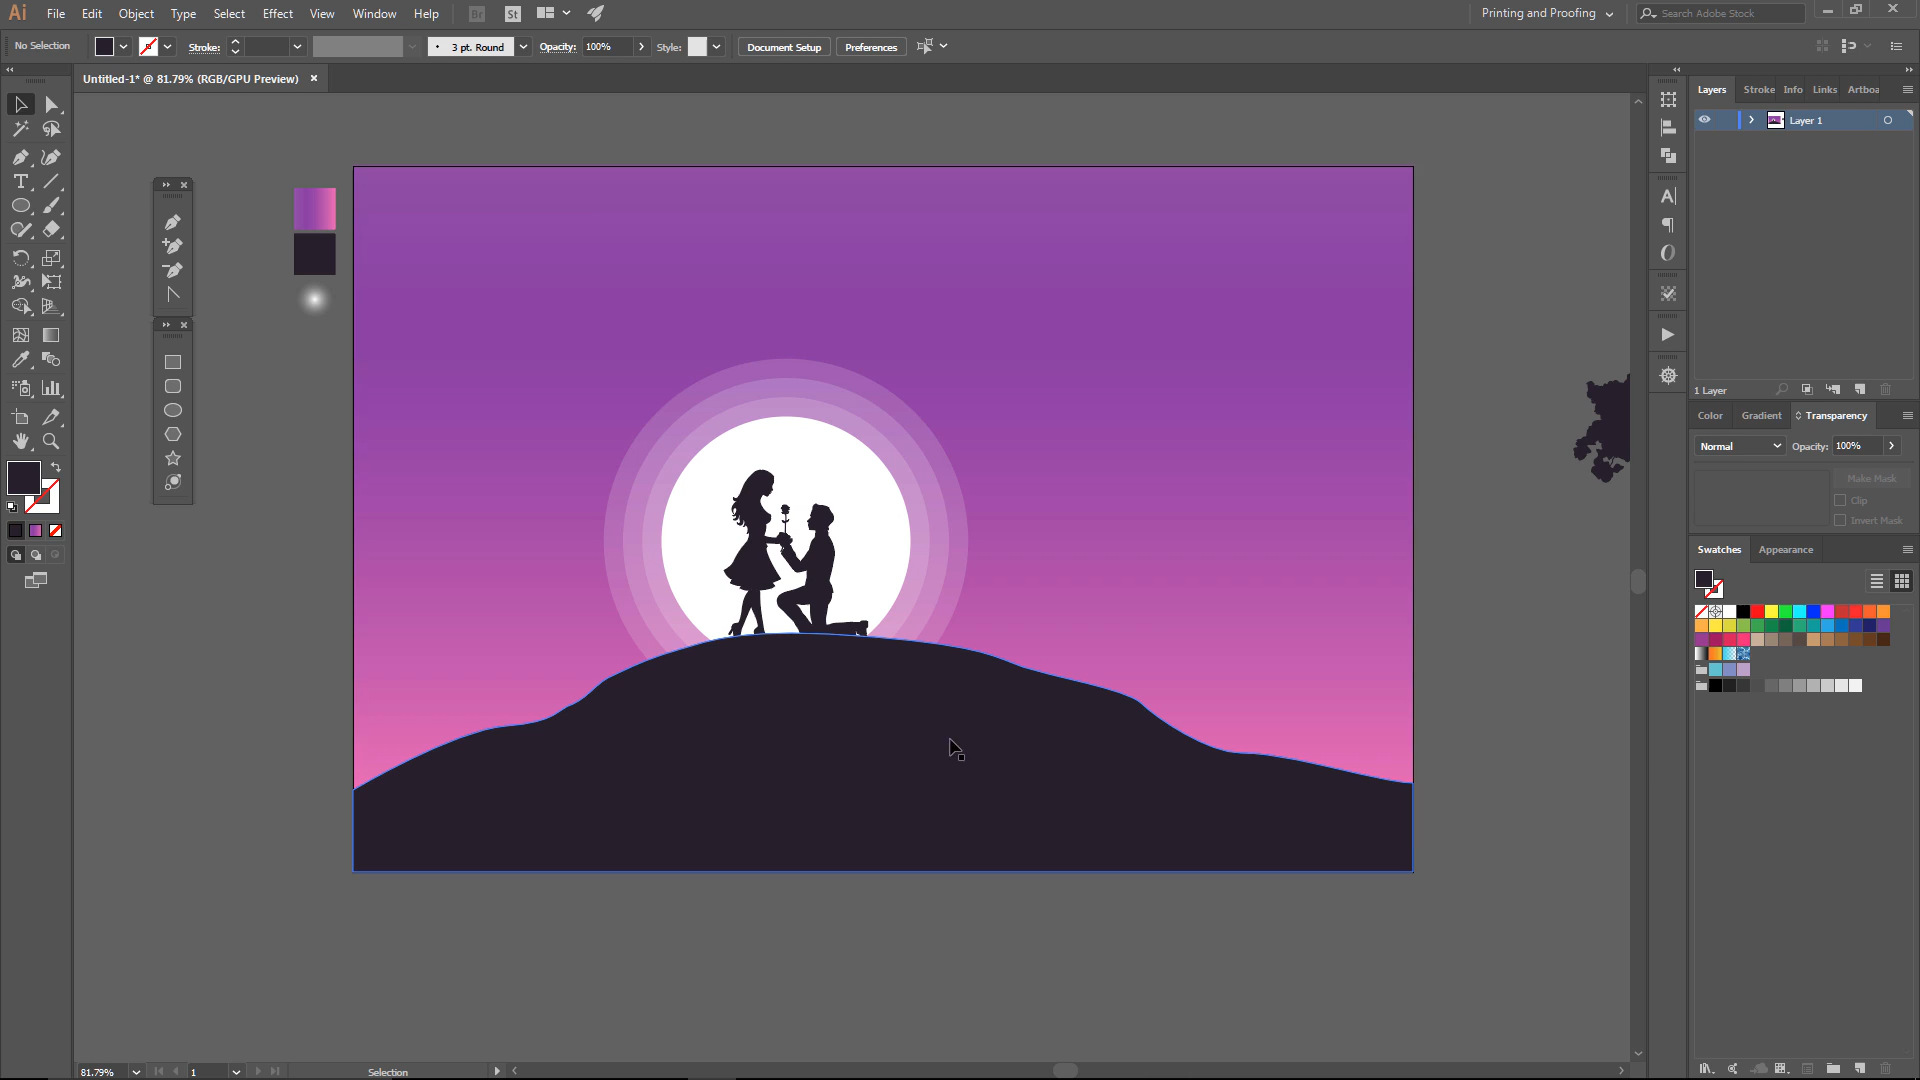 Ai File Edit Object Type Select Effect View Window Help Br St Printing and Proofing Search Adobe Stock
No Selection Stroke: 3 pt. Round Opacity: 100% Style: Document Setup Preferences
Untitled-1* @ 81.79% (RGB/GPU Preview)
Layers Stroke Info Links Artboa
Layer 1
1 Layer
Color Gradient Transparency
Normal Opacity: 100%
Make Mask
Clip
Invert Mask
Swatches Appearance
81.79% 1 Selection